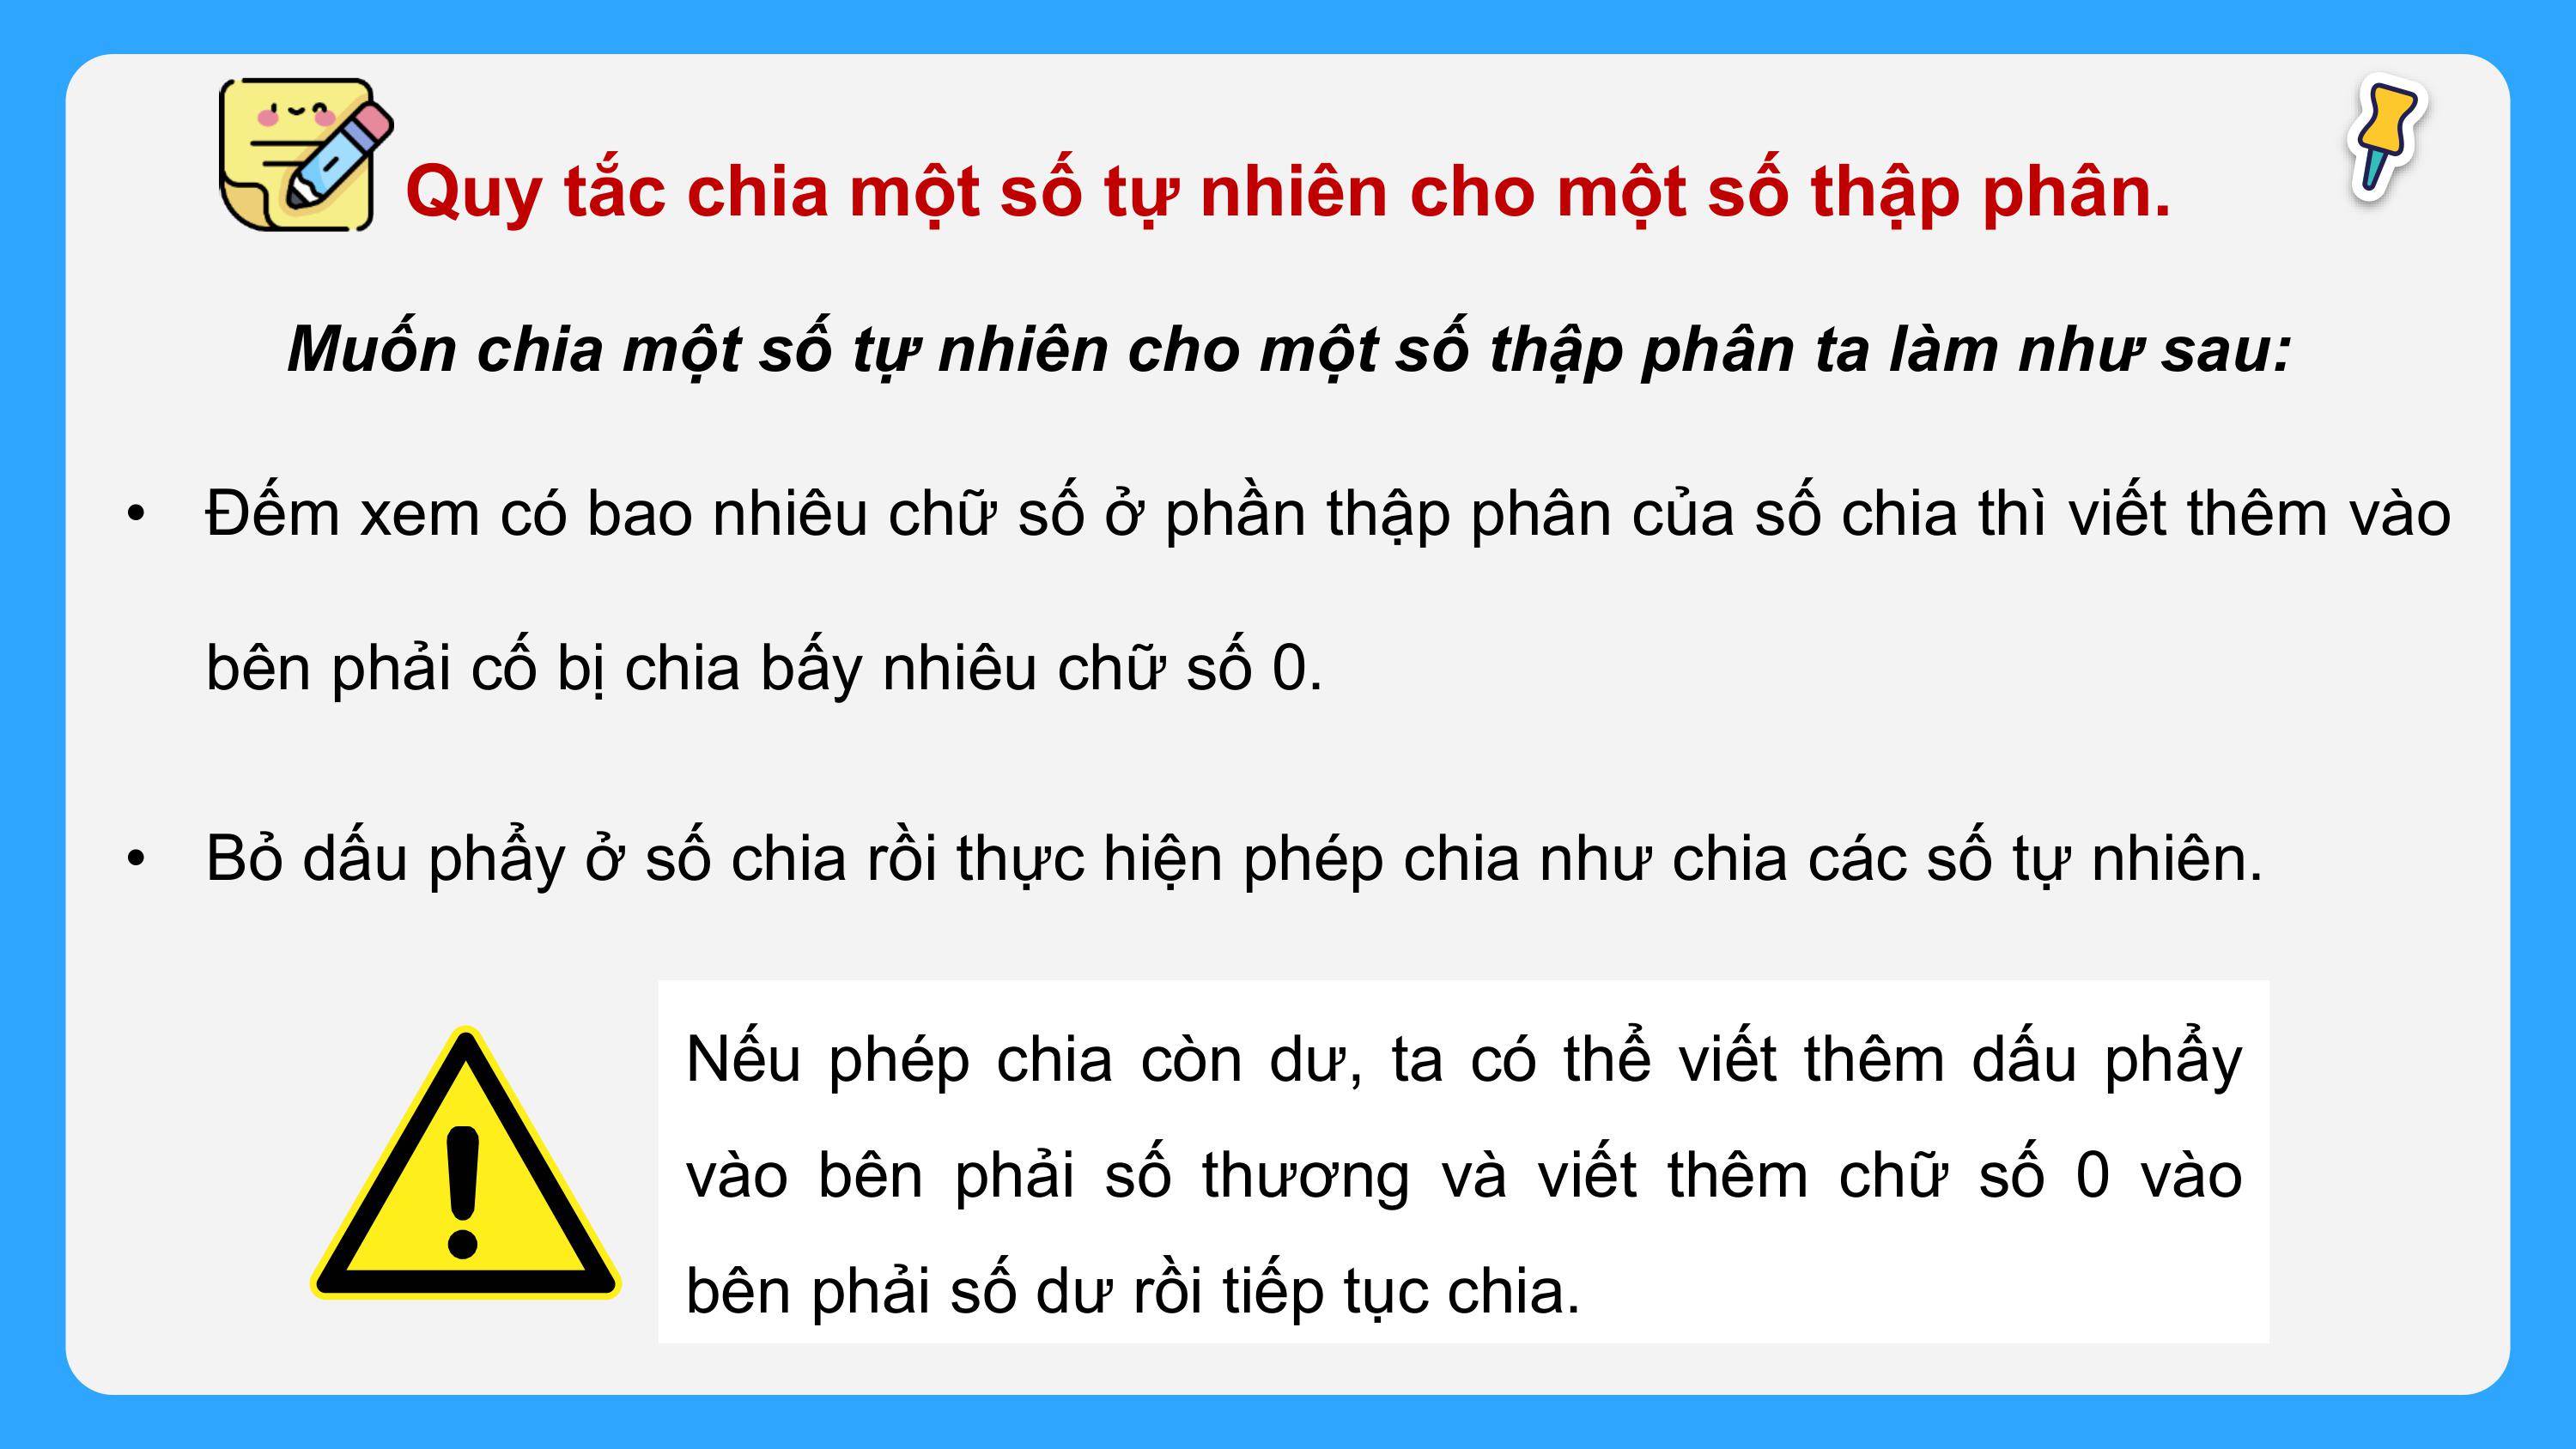 Quy tắc chia một số tự nhiên cho một số thập phân.
Muốn chia một số tự nhiên cho một số thập phân ta làm như sau:
• Đếm xem có bao nhiêu chữ số ở phần thập phân của số chia thì viết thêm vào
bên phải cố bị chia bấy nhiêu chữ số 0.
• Bỏ dấu phẩy ở số chia rồi thực hiện phép chia như chia các số tự nhiên.
Nếu phép chia còn dư, ta có thể viết thêm dấu phẩy
vào bên phải số thương và viết thêm chữ số 0 vào
bên phải số dư rồi tiếp tục chia.